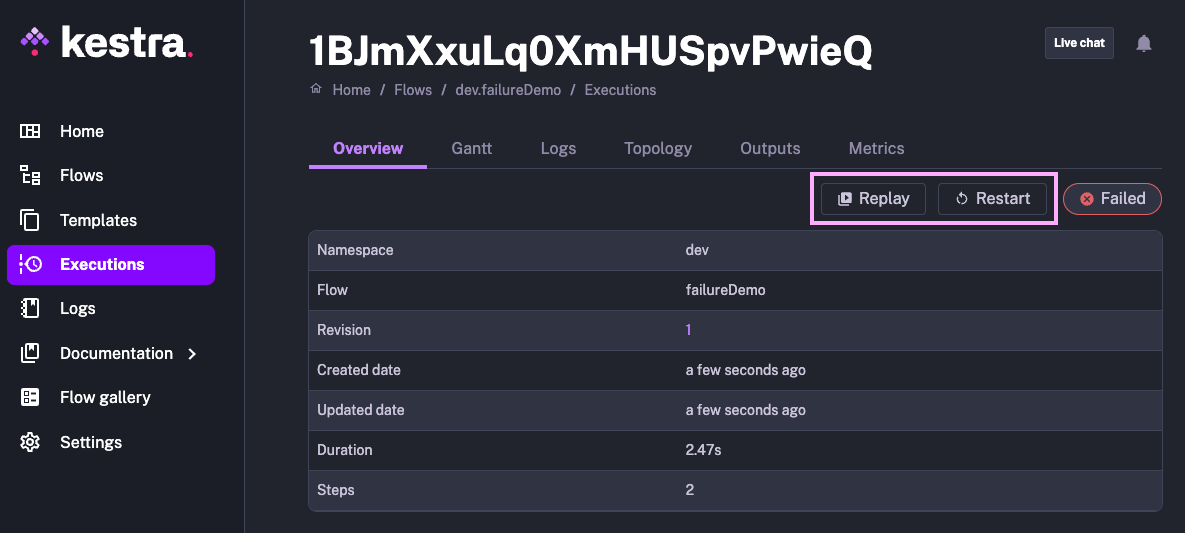 kestra.
Home
Flows
Templates
Executions
Logs
Documentation
Flow gallery
Settings
1BJmXxuLq0XmHUSpvPwieQ
Live chat
Home / Flows / dev.failureDemo / Executions
Overview Gantt Logs Topology Outputs Metrics
Replay Restart Failed
Namespace dev
Flow failureDemo
Revision 1
Created date a few seconds ago
Updated date a few seconds ago
Duration 2.47s
Steps 2